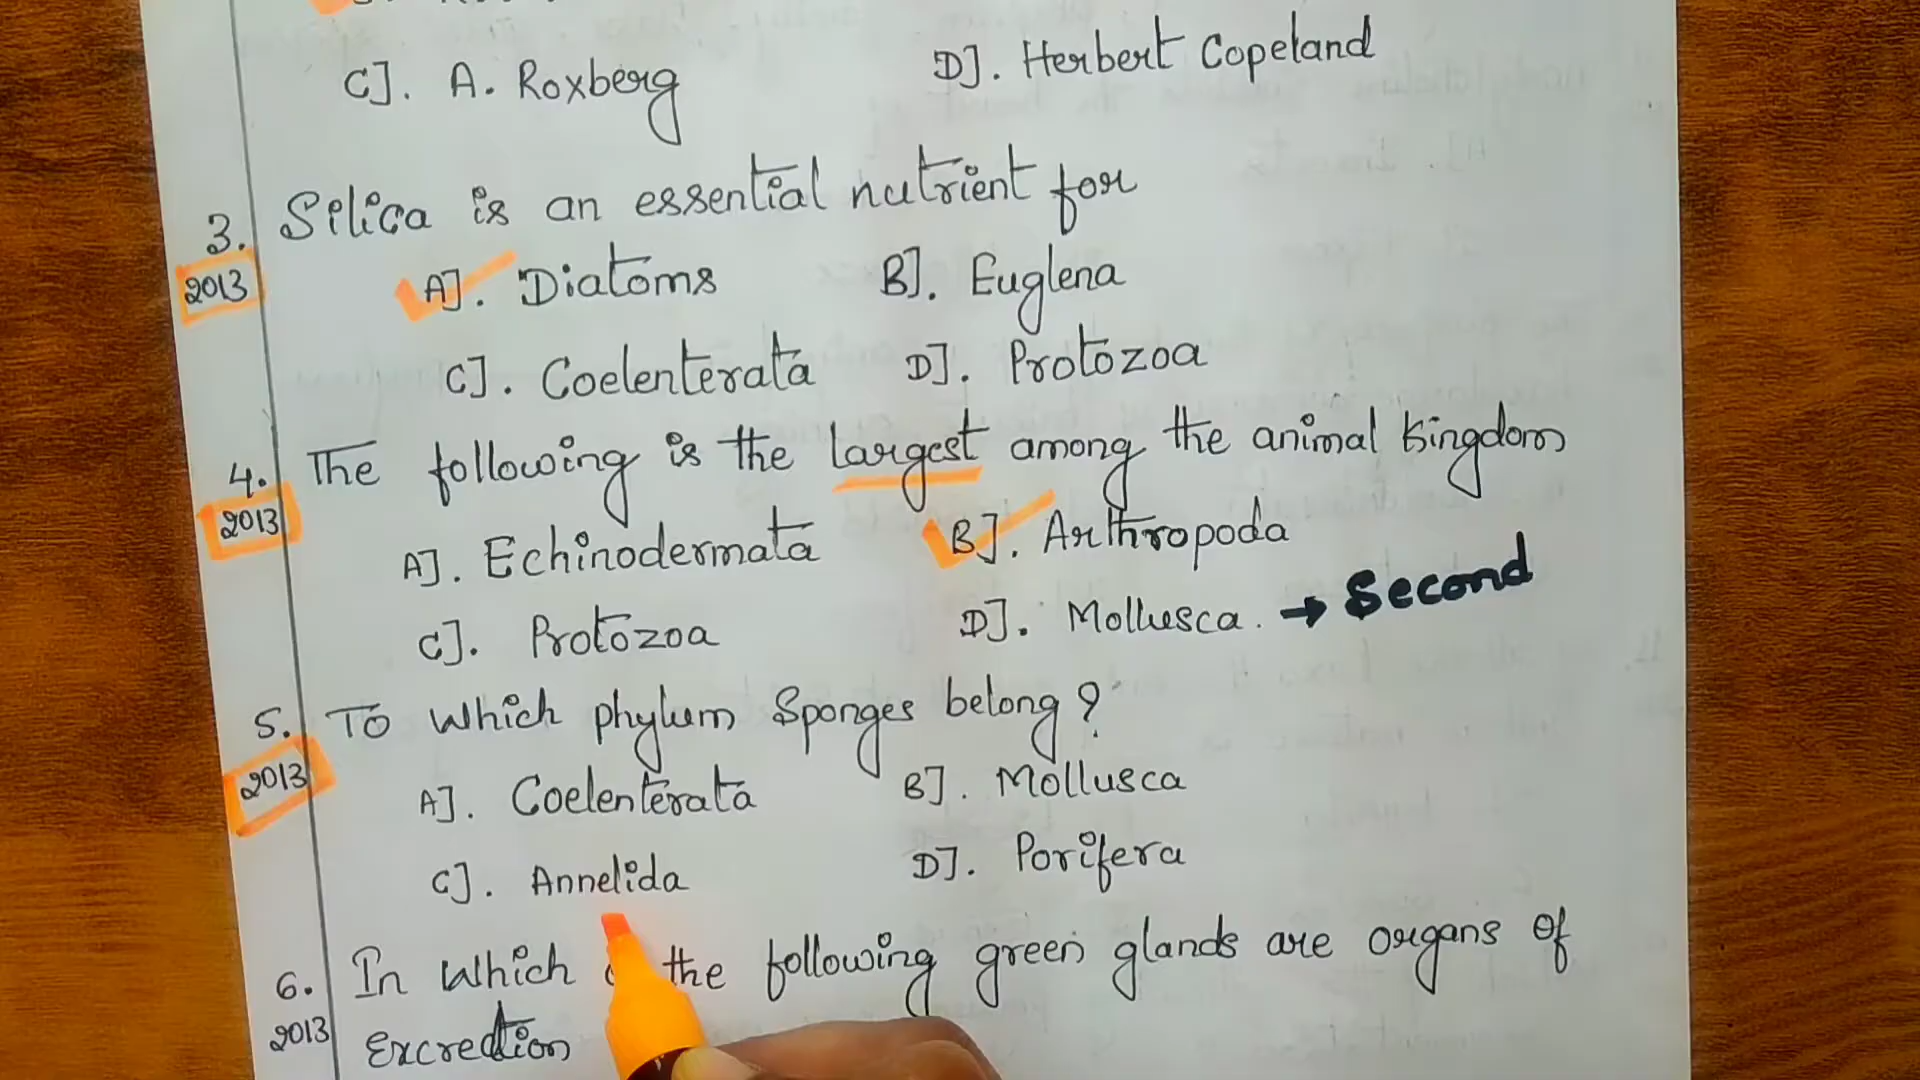 C]. A. Roxberg D]. Herbert Copeland
3. Silica is an essential nutrient for
2013 A]. Diatoms B]. Euglena
C]. Coelenterata D]. Protozoa
4. The following is the largest among the animal kingdom
2013 A]. Echinodermata B]. Arthropoda
C]. Protozoa D]. Mollusca. → Second
5. To which phylum Sponges belong?
2013 A]. Coelenterata B]. Mollusca
C]. Annelida D]. Porifera
6. In which the following green glands are organs of
2013 Excretion